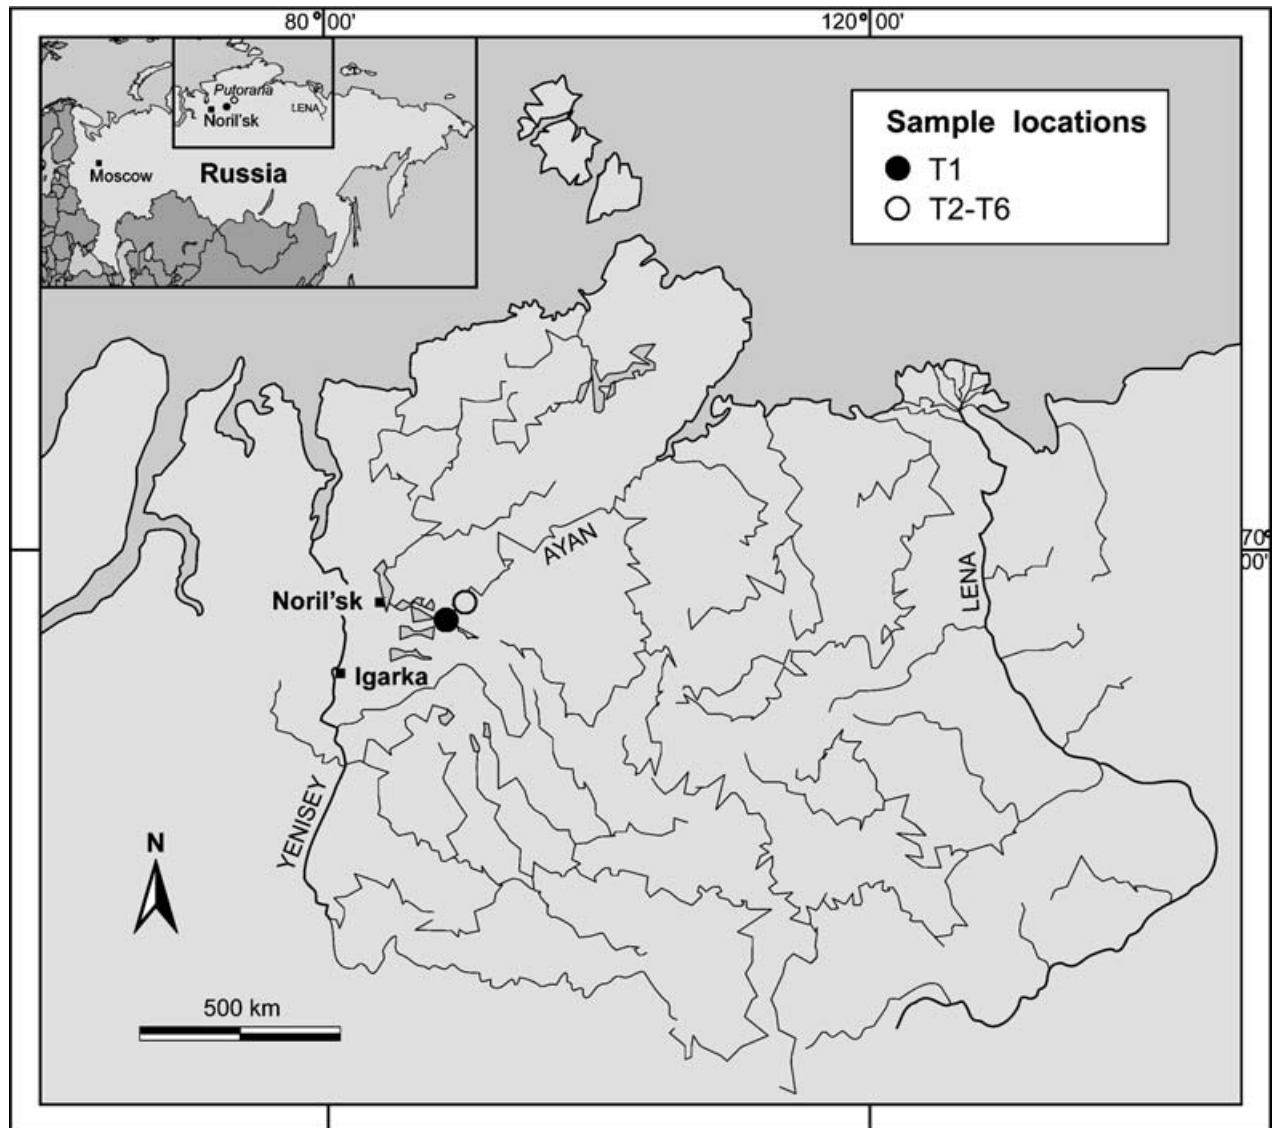 80°00'
120°00'
Putorana
LENA
Noril'sk
Moscow
Russia
Sample locations
T1
T2-T6
70°
00'
AYAN
LENA
Noril'sk
Igarka
YENISEY
N
500 km